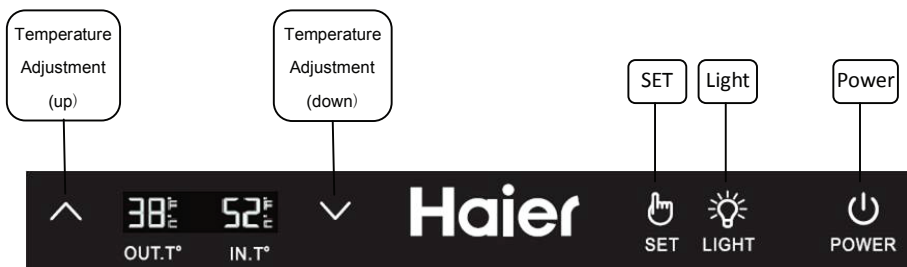 Temperature
Adjustment
(up)
Temperature
Adjustment
(down)
SET
Light
Power
38°F°C
52°F°C
Haier
OUT.T°
IN.T°
SET
LIGHT
POWER